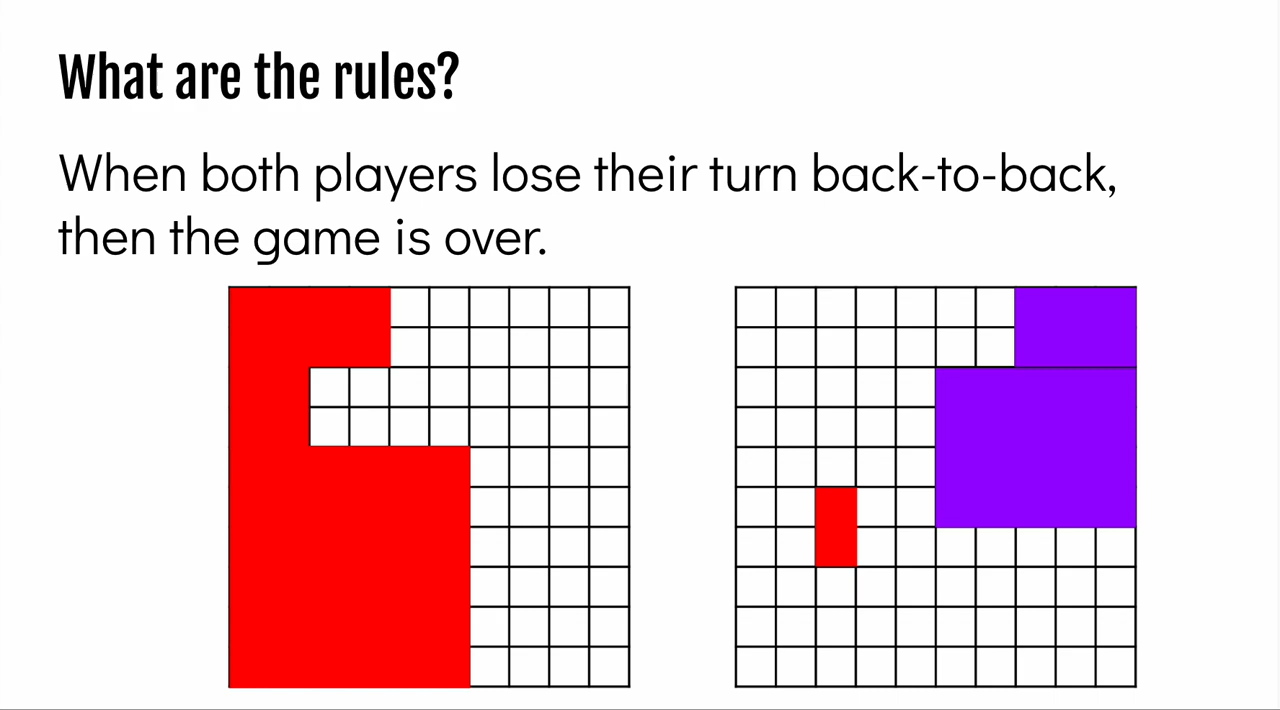 What are the rules?
When both players lose their turn back-to-back,
then the game is over.